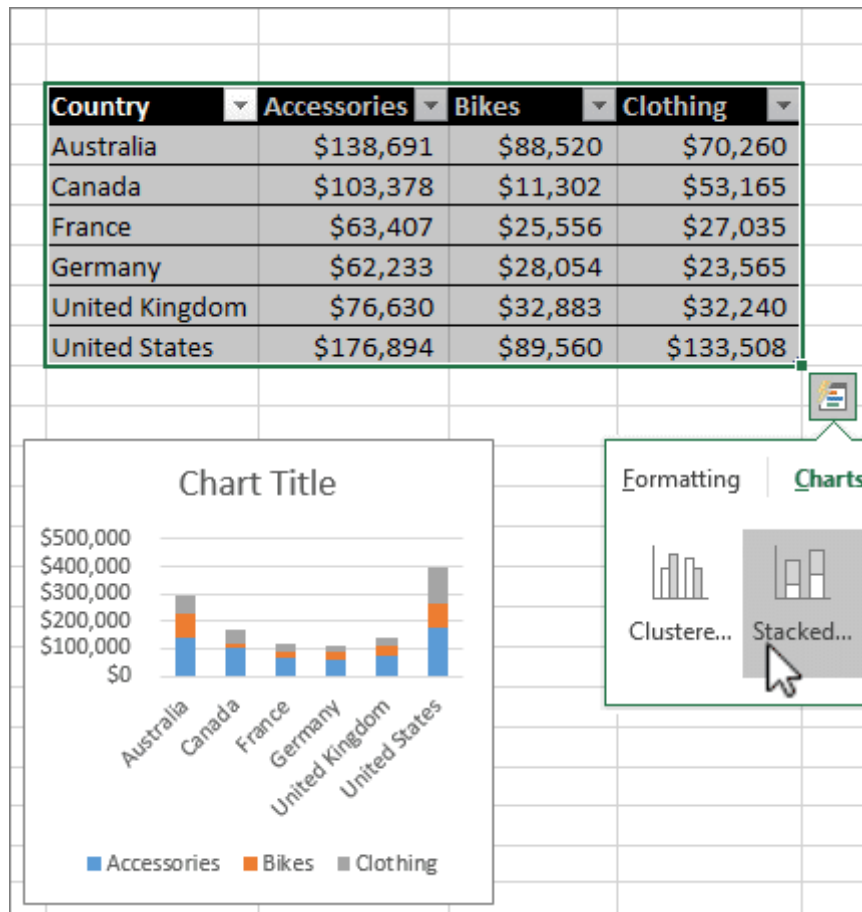 Country Accessories Bikes Clothing
Australia $138,691 $88,520 $70,260
Canada $103,378 $11,302 $53,165
France $63,407 $25,556 $27,035
Germany $62,233 $28,054 $23,565
United Kingdom $76,630 $32,883 $32,240
United States $176,894 $89,560 $133,508
Chart Title
$500,000
$400,000
$300,000
$200,000
$100,000
$0
Australia
Canada
France
Germany
United Kingdom
United States
Accessories Bikes Clothing
Formatting Charts
Clustere... Stacked...